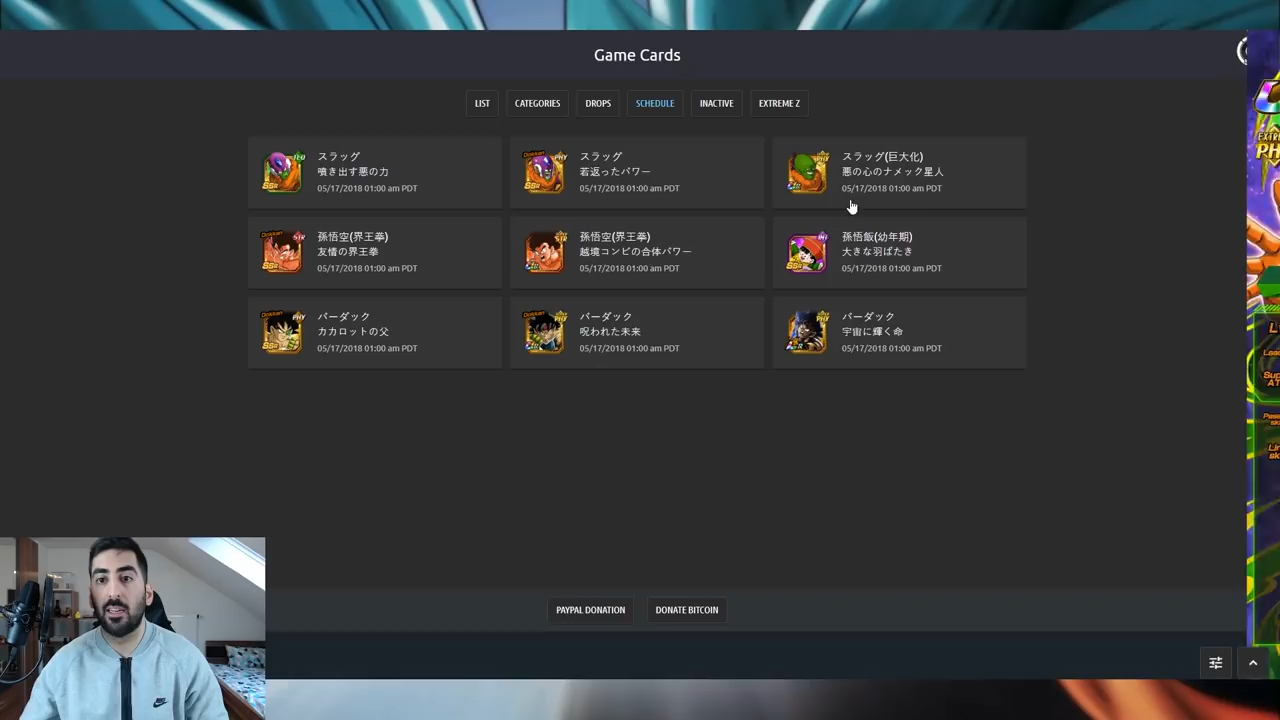 Game Cards
LIST
CATEGORIES
DROPS
SCHEDULE
INACTIVE
EXTREME Z
スラッグ
噴き出す悪の力
05/17/2018 01:00 am PDT
スラッグ
若返ったパワー
05/17/2018 01:00 am PDT
スラッグ(巨大化)
悪の心のナメック星人
05/17/2018 01:00 am PDT
孫悟空(界王拳)
友情の界王拳
05/17/2018 01:00 am PDT
孫悟空(界王拳)
越境コンビの合体パワー
05/17/2018 01:00 am PDT
孫悟飯(幼年期)
大きな羽ばたき
05/17/2018 01:00 am PDT
バーダック
カカロットの父
05/17/2018 01:00 am PDT
バーダック
呪われた未来
05/17/2018 01:00 am PDT
バーダック
宇宙に輝く命
05/17/2018 01:00 am PDT
PAYPAL DONATION
DONATE BITCOIN